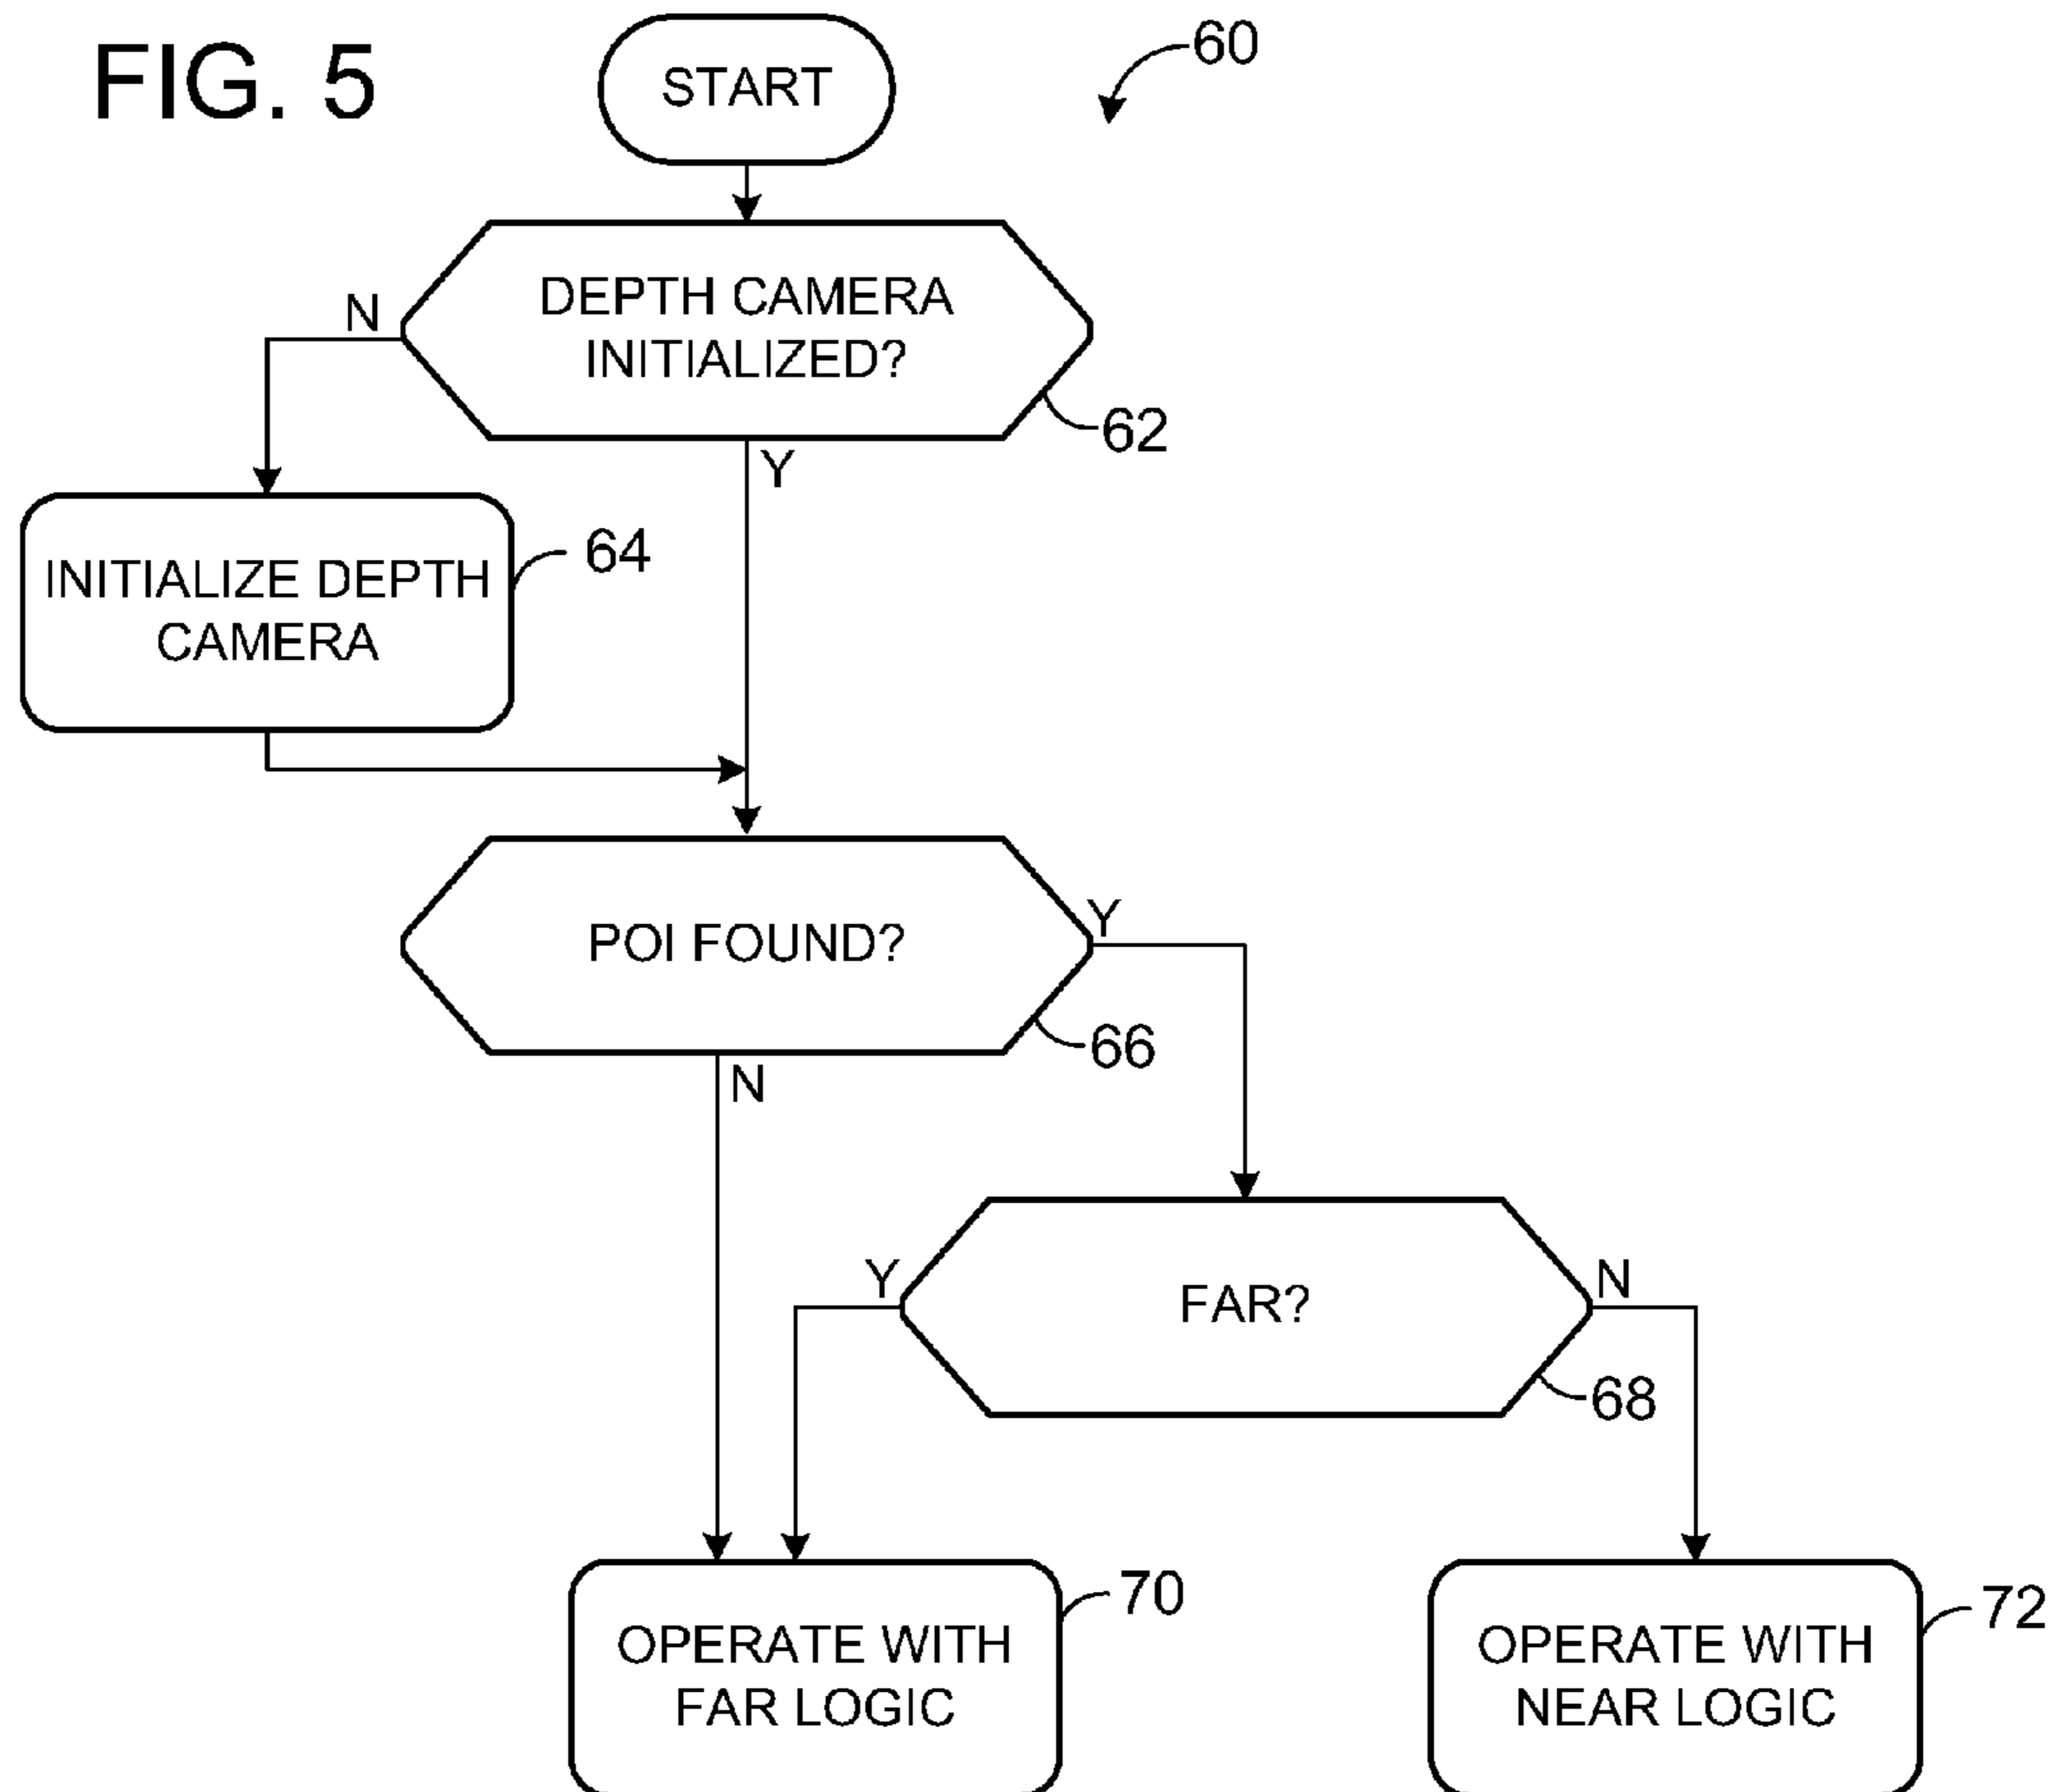 FIG. 5
START
60
DEPTH CAMERA
INITIALIZED?
N
62
Y
INITIALIZE DEPTH
CAMERA
64
POI FOUND?
Y
66
N
FAR?
Y
N
68
OPERATE WITH
FAR LOGIC
70
OPERATE WITH
NEAR LOGIC
72